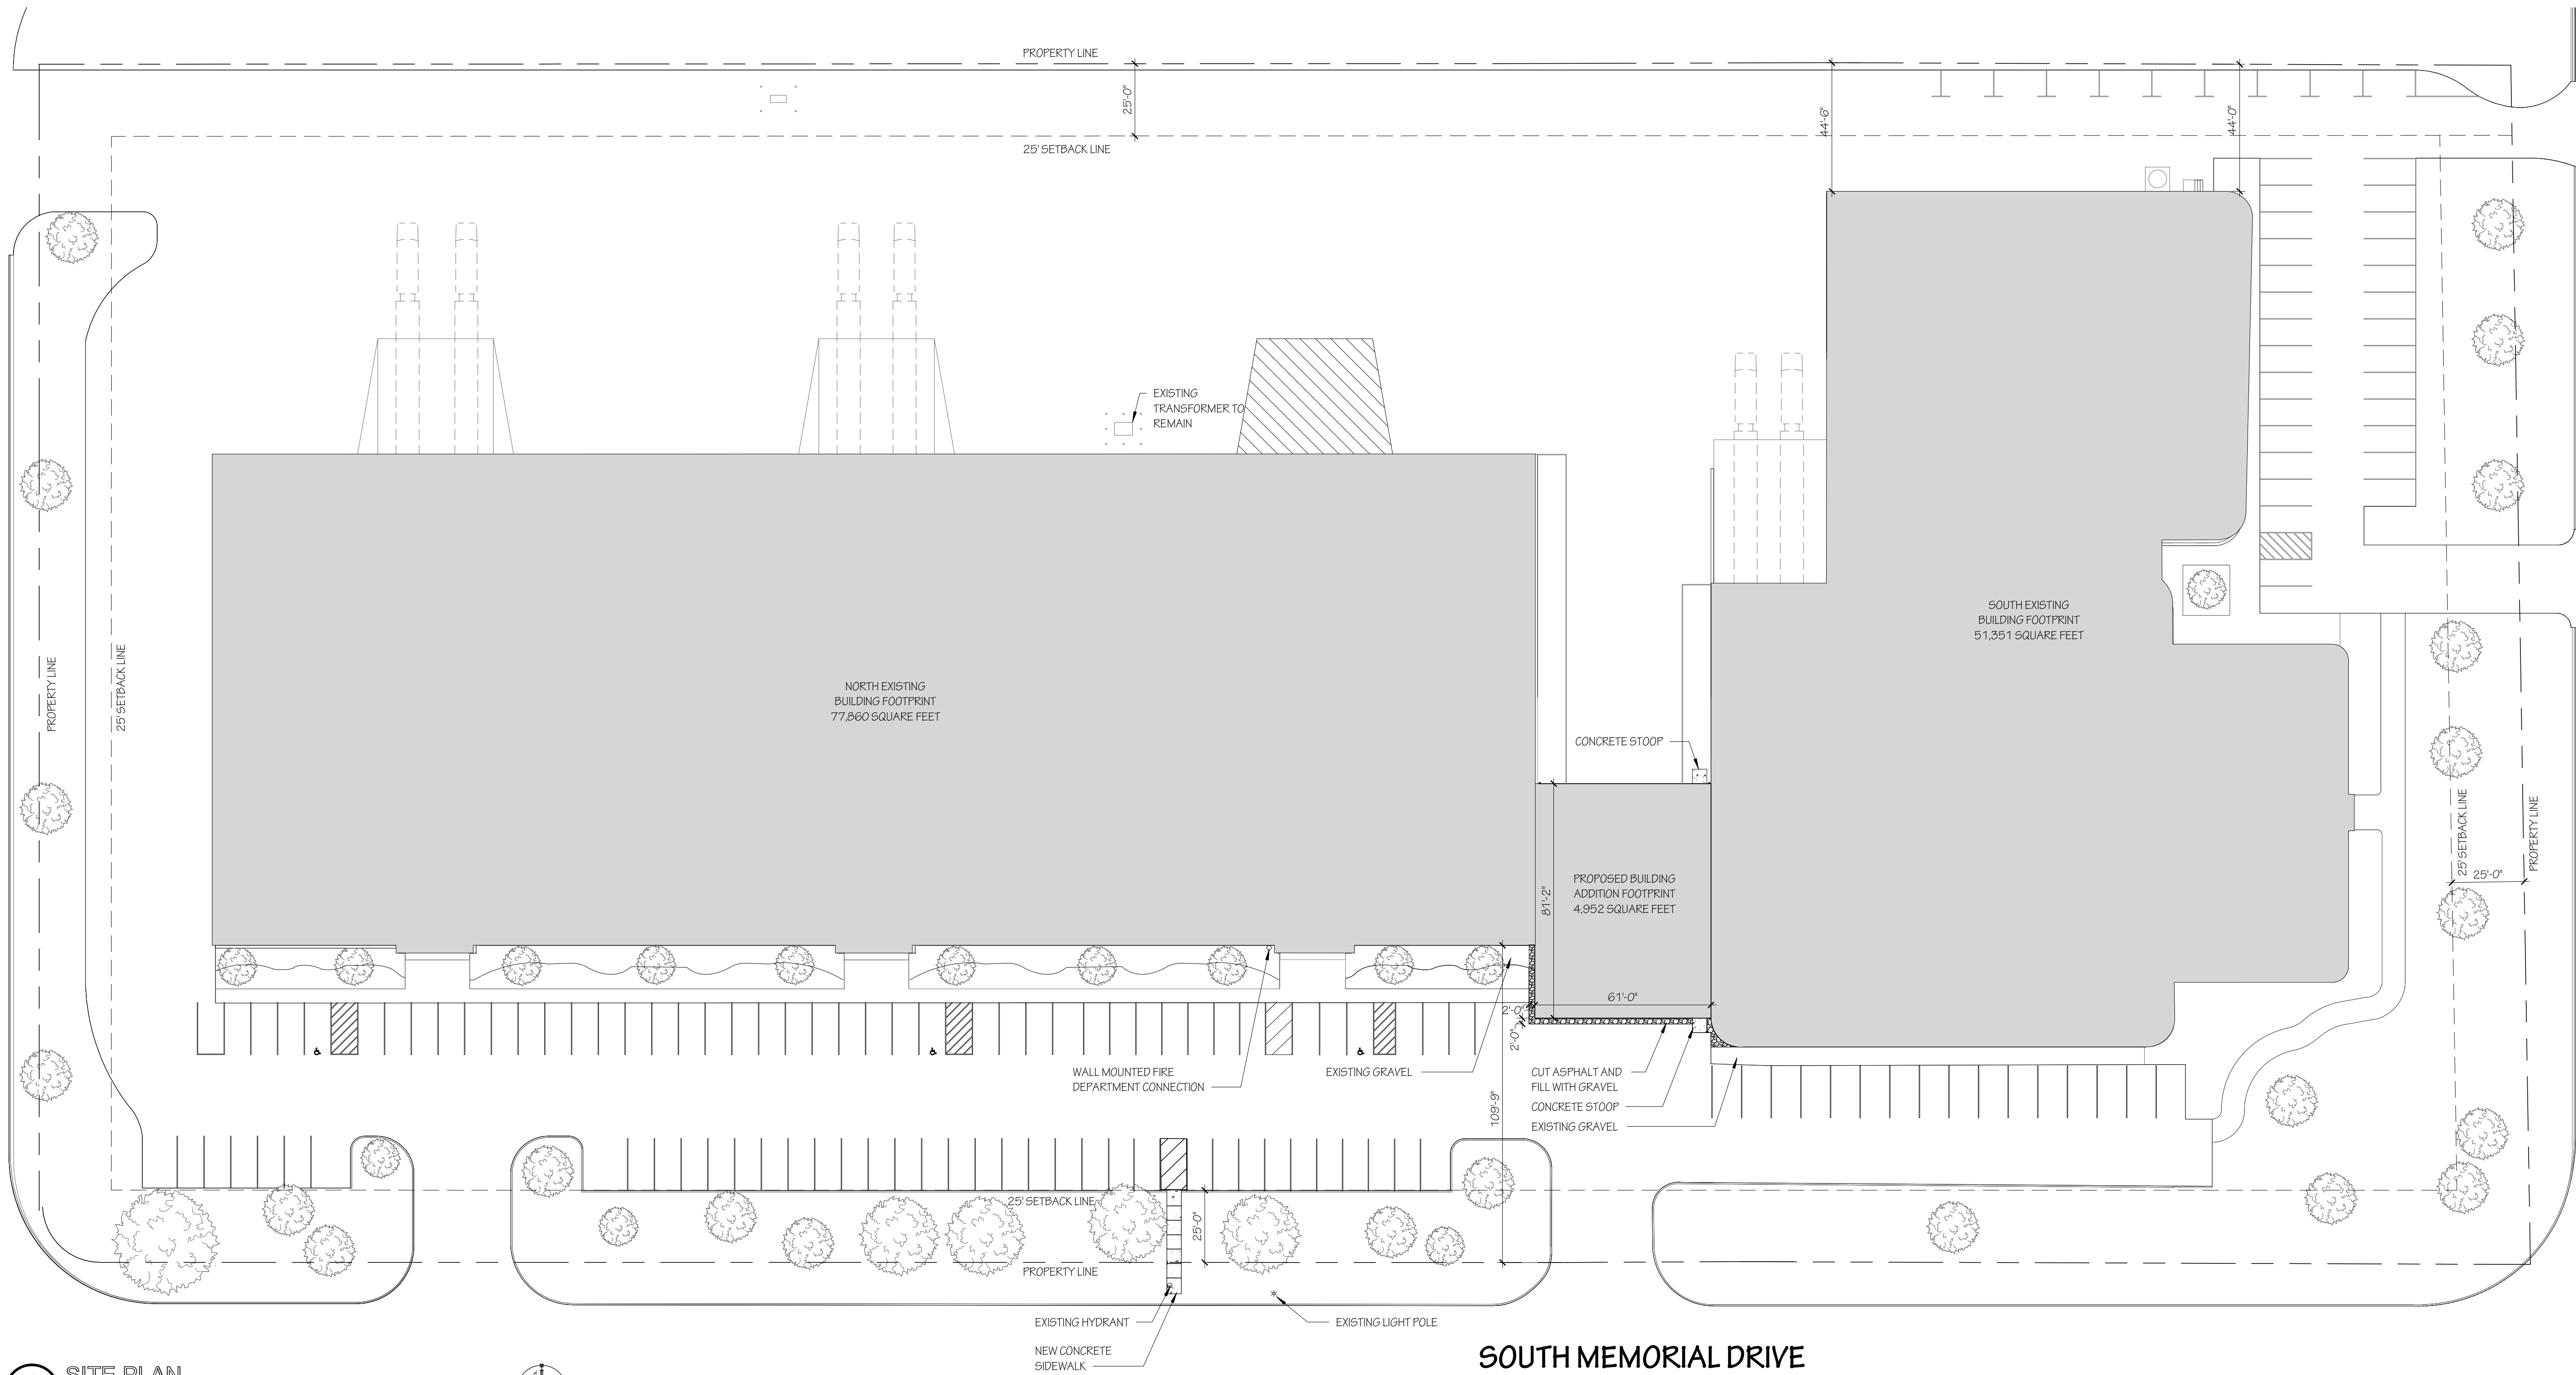 PROPERTY LINE
25'-0"
44'-6"
44'-0"
25' SETBACK LINE
EXISTING
TRANSFORMER TO
REMAIN
SOUTH EXISTING
BUILDING FOOTPRINT
51,351 SQUARE FEET
PROPERTY LINE
25' SETBACK LINE
NORTH EXISTING
BUILDING FOOTPRINT
77,860 SQUARE FEET
CONCRETE STOOP
25' SETBACK LINE
PROPERTY LINE
25'-0"
81'-2"
PROPOSED BUILDING
ADDITION FOOTPRINT
4,952 SQUARE FEET
61'-0"
2'-0"
2'-0"
WALL MOUNTED FIRE
DEPARTMENT CONNECTION
EXISTING GRAVEL
109'-9"
CUT ASPHALT AND
FILL WITH GRAVEL
CONCRETE STOOP
EXISTING GRAVEL
25' SETBACK LINE
25'-0"
PROPERTY LINE
EXISTING HYDRANT
EXISTING LIGHT POLE
NEW CONCRETE
SIDEWALK
SOUTH MEMORIAL DRIVE
SITE PLAN